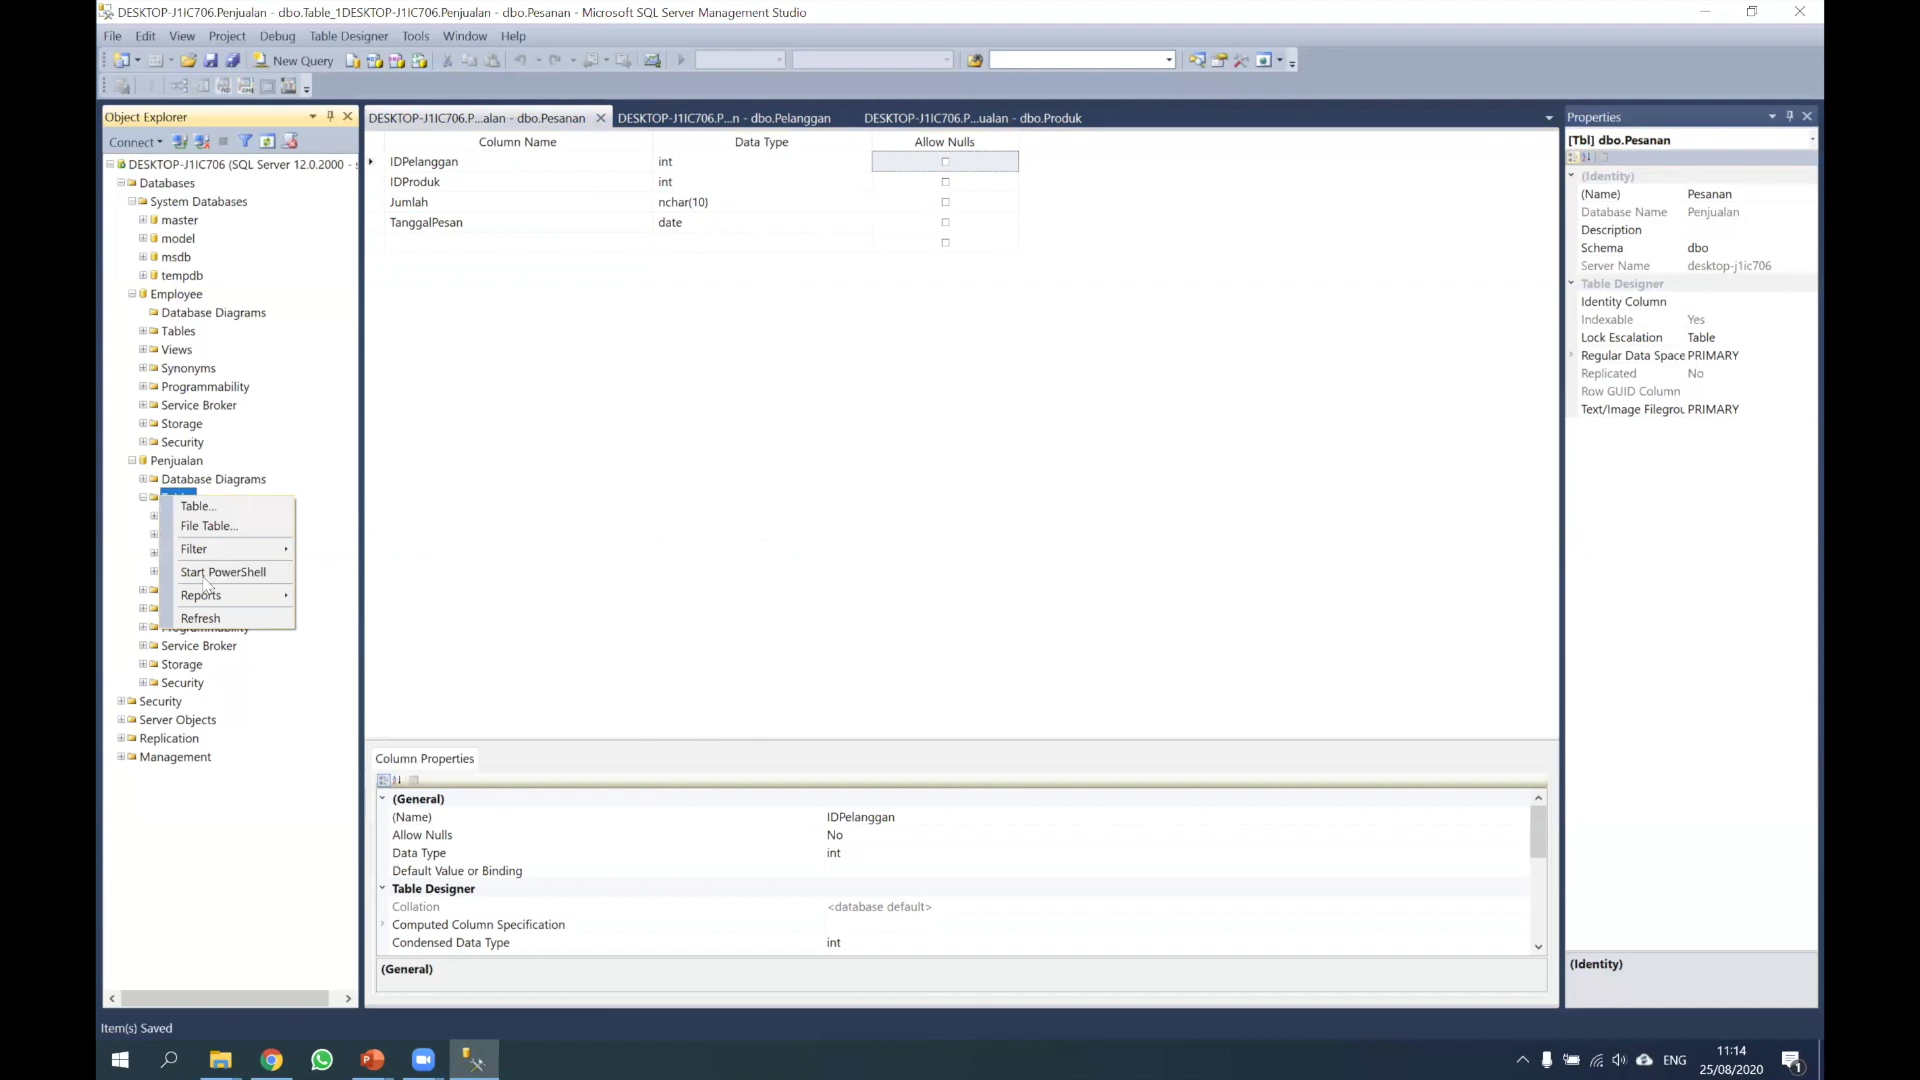 DESKTOP-J1IC706.Penjualan - dbo.Table_1DESKTOP-J1IC706.Penjualan - dbo.Pesanan - Microsoft SQL Server Management Studio
File Edit View Project Debug Table Designer Tools Window Help
New Query
Object Explorer
Connect
DESKTOP-J1IC706 (SQL Server 12.0.2000 - s
Databases
System Databases
master
model
msdb
tempdb
Employee
Database Diagrams
Tables
Views
Synonyms
Programmability
Service Broker
Storage
Security
Penjualan
Database Diagrams
Table...
File Table...
Filter
Start PowerShell
Reports
Refresh
Programmability
Service Broker
Storage
Security
Security
Server Objects
Replication
Management
DESKTOP-J1IC706.P...alan - dbo.Pesanan DESKTOP-J1IC706.P...n - dbo.Pelanggan DESKTOP-J1IC706.P...ualan - dbo.Produk
Column Name Data Type Allow Nulls
IDPelanggan int
IDProduk int
Jumlah nchar(10)
TanggalPesan date
Column Properties
(General)
(Name) IDPelanggan
Allow Nulls No
Data Type int
Default Value or Binding
Table Designer
Collation <database default>
Computed Column Specification
Condensed Data Type int
(General)
Properties
[Tbl] dbo.Pesanan
(Identity)
(Name) Pesanan
Database Name Penjualan
Description
Schema dbo
Server Name desktop-j1ic706
Table Designer
Identity Column
Indexable Yes
Lock Escalation Table
Regular Data Space PRIMARY
Replicated No
Row GUID Column
Text/Image Filegrou PRIMARY
(Identity)
Item(s) Saved
ENG
11:14
25/08/2020
1